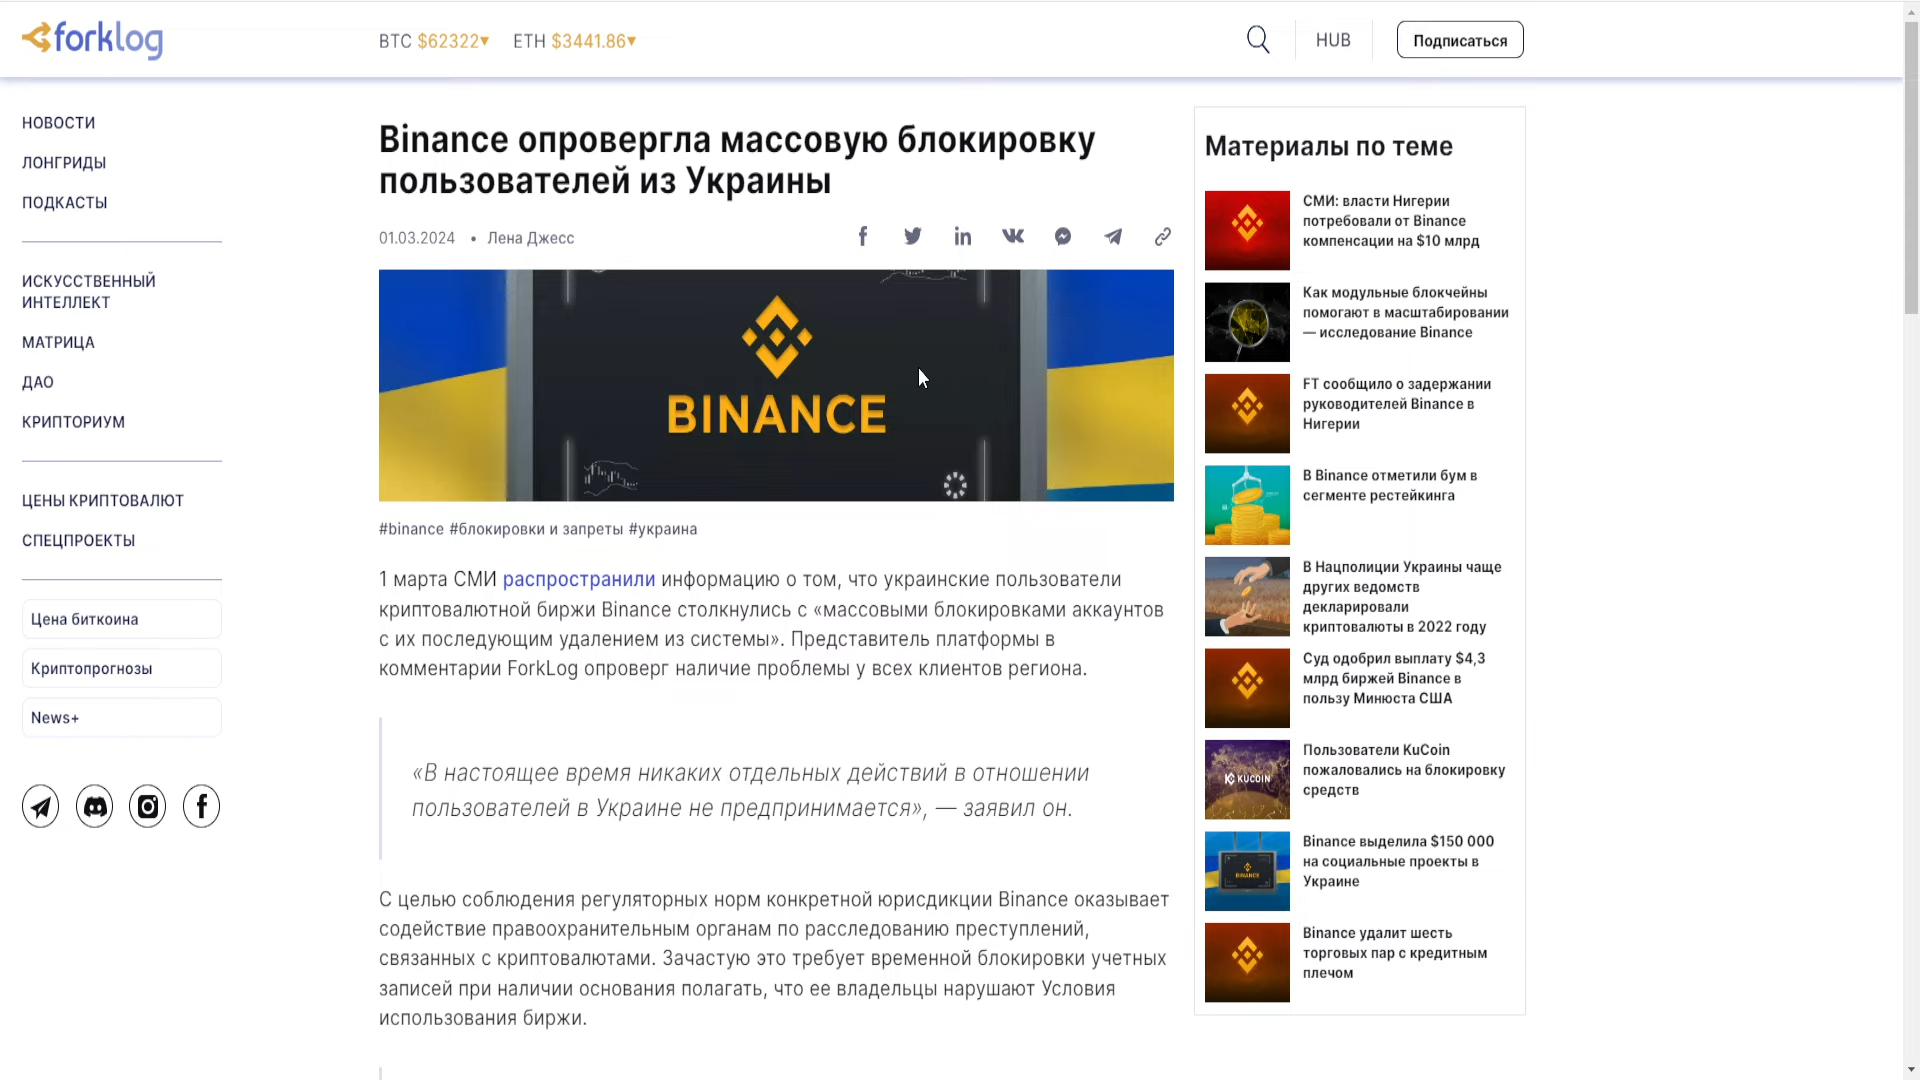 forklog
BTC $62322▾ ETH $3441.86▾
HUB
Подписаться
НОВОСТИ
ЛОНГРИДЫ
ПОДКАСТЫ
ИСКУССТВЕННЫЙ
ИНТЕЛЛЕКТ
МАТРИЦА
ДАО
КРИПТОРИУМ
ЦЕНЫ КРИПТОВАЛЮТ
СПЕЦПРОЕКТЫ
Цена биткоина
Криптопрогнозы
News+
Binance опровергла массовую блокировку
пользователей из Украины
01.03.2024 • Лена Джесс
BINANCE
#binance #блокировки и запреты #украина
1 марта СМИ распространили информацию о том, что украинские пользователи
криптовалютной биржи Binance столкнулись с «массовыми блокировками аккаунтов
с их последующим удалением из системы». Представитель платформы в
комментарии ForkLog опроверг наличие проблемы у всех клиентов региона.
«В настоящее время никаких отдельных действий в отношении
пользователей в Украине не предпринимается», — заявил он.
С целью соблюдения регуляторных норм конкретной юрисдикции Binance оказывает
содействие правоохранительным органам по расследованию преступлений,
связанных с криптовалютами. Зачастую это требует временной блокировки учетных
записей при наличии основания полагать, что ее владельцы нарушают Условия
использования биржи.
Материалы по теме
СМИ: власти Нигерии
потребовали от Binance
компенсации на $10 млрд
Как модульные блокчейны
помогают в масштабировании
— исследование Binance
FT сообщило о задержании
руководителей Binance в
Нигерии
В Binance отметили бум в
сегменте рестейкинга
В Нацполиции Украины чаще
других ведомств
декларировали
криптовалюты в 2022 году
Суд одобрил выплату $4,3
млрд биржей Binance в
пользу Минюста США
KUCOIN
Пользователи KuCoin
пожаловались на блокировку
средств
BINANCE
Binance выделила $150 000
на социальные проекты в
Украине
Binance удалит шесть
торговых пар с кредитным
плечом